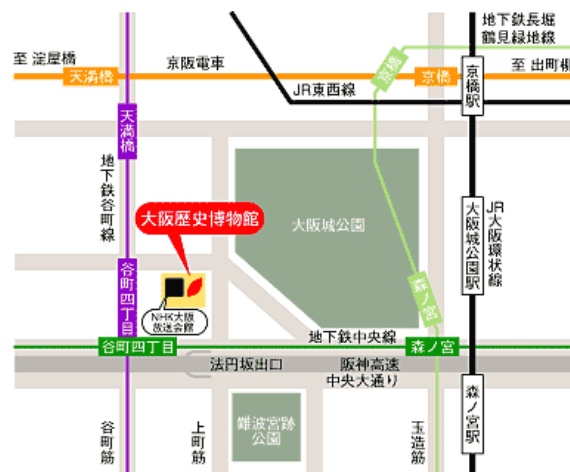 地下鉄長堀
鶴見緑地線
至 淀屋橋
京阪電車
京橋
天満橋
京橋
京橋駅
至 出町柳
JR東西線
天満橋
地下鉄谷町線
大阪歴史博物館
大阪城公園
大阪城公園駅
JR大阪環状線
谷町四丁目
森ノ宮
NHK大阪
放送会館
地下鉄中央線
谷町四丁目
森ノ宮
法円坂出口
阪神高速
中央大通り
森ノ宮駅
難波宮跡
公園
谷町筋
上町筋
玉造筋